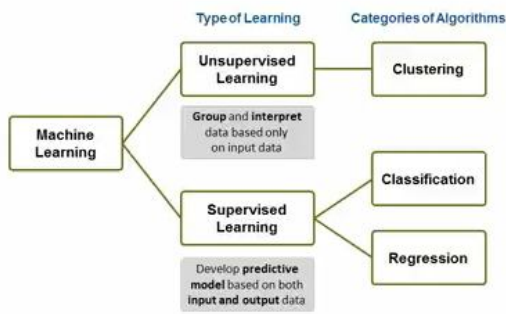 Type of Learning
Categories of Algorithms
Unsupervised
Learning
Clustering
Group and interpret
data based only
on input data
Machine
Learning
Classification
Supervised
Learning
Regression
Develop predictive
model based on both
input and output data